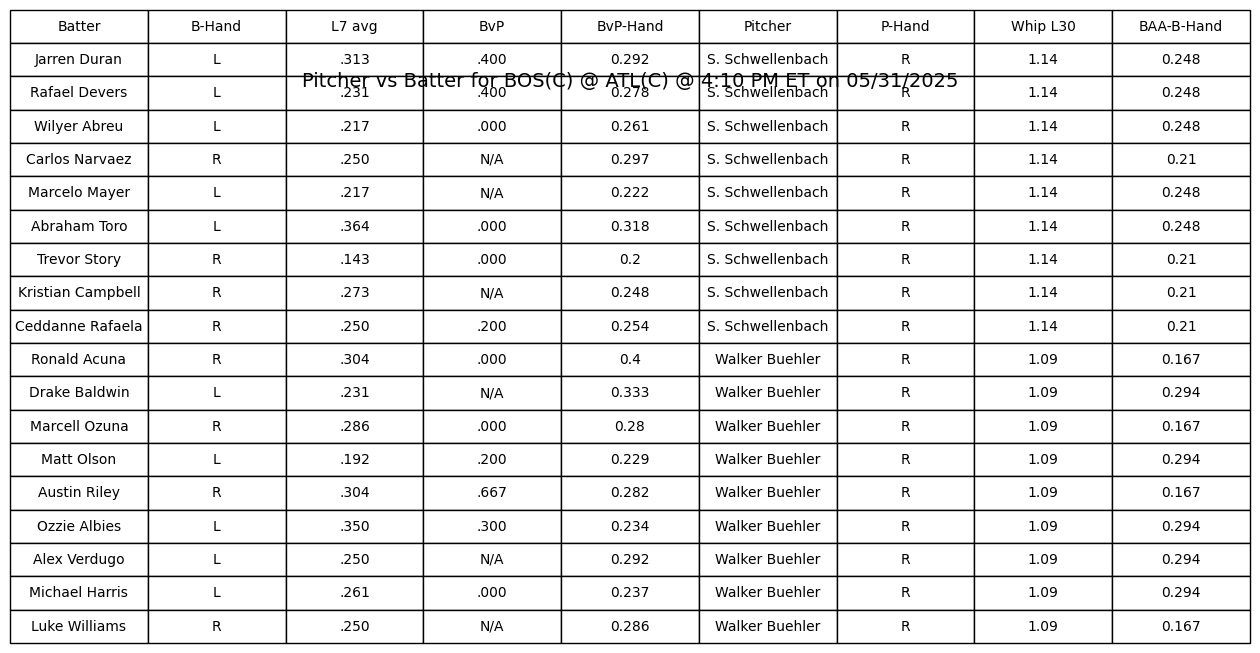 Batter B-Hand L7 avg BvP BvP-Hand Pitcher P-Hand Whip L30 BAA-B-Hand
Jarren Duran L .313 .400 0.292 S. Schwellenbach R 1.14 0.248
Pitcher vs Batter for BOS(C) @ ATL(C) @ 4:10 PM ET on 05/31/2025
Rafael Devers L .231 .400 0.278 S. Schwellenbach R 1.14 0.248
Wilyer Abreu L .217 .000 0.261 S. Schwellenbach R 1.14 0.248
Carlos Narvaez R .250 N/A 0.297 S. Schwellenbach R 1.14 0.21
Marcelo Mayer L .217 N/A 0.222 S. Schwellenbach R 1.14 0.248
Abraham Toro L .364 .000 0.318 S. Schwellenbach R 1.14 0.248
Trevor Story R .143 .000 0.2 S. Schwellenbach R 1.14 0.21
Kristian Campbell R .273 N/A 0.248 S. Schwellenbach R 1.14 0.21
Ceddanne Rafaela R .250 .200 0.254 S. Schwellenbach R 1.14 0.21
Ronald Acuna R .304 .000 0.4 Walker Buehler R 1.09 0.167
Drake Baldwin L .231 N/A 0.333 Walker Buehler R 1.09 0.294
Marcell Ozuna R .286 .000 0.28 Walker Buehler R 1.09 0.167
Matt Olson L .192 .200 0.229 Walker Buehler R 1.09 0.294
Austin Riley R .304 .667 0.282 Walker Buehler R 1.09 0.167
Ozzie Albies L .350 .300 0.234 Walker Buehler R 1.09 0.294
Alex Verdugo L .250 N/A 0.292 Walker Buehler R 1.09 0.294
Michael Harris L .261 .000 0.237 Walker Buehler R 1.09 0.294
Luke Williams R .250 N/A 0.286 Walker Buehler R 1.09 0.167